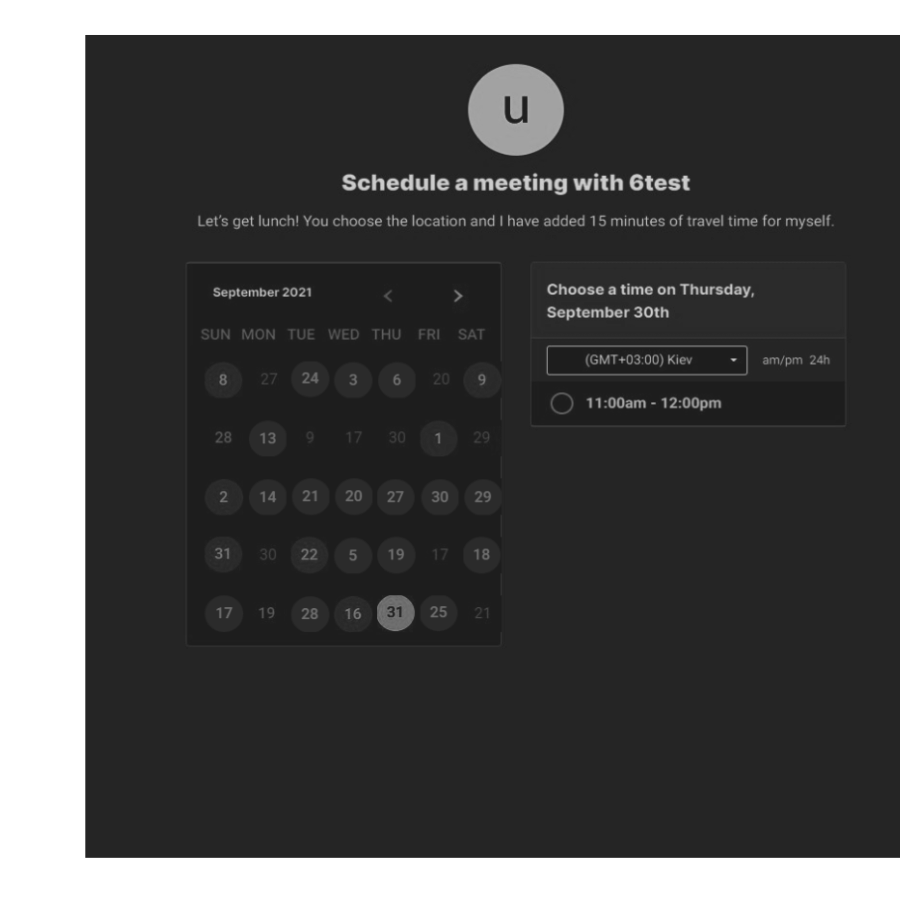 u
Schedule a meeting with 6test
Let's get lunch! You choose the location and I have added 15 minutes of travel time for myself.
September 2021
SUN MON TUE WED THU FRI SAT
8 27 24 3 6 20 9
28 13 9 17 30 1 29
2 14 21 20 27 30 29
31 30 22 5 19 17 18
17 19 28 16 31 25 21
Choose a time on Thursday,
September 30th
(GMT+03:00) Kiev am/pm 24h
11:00am - 12:00pm